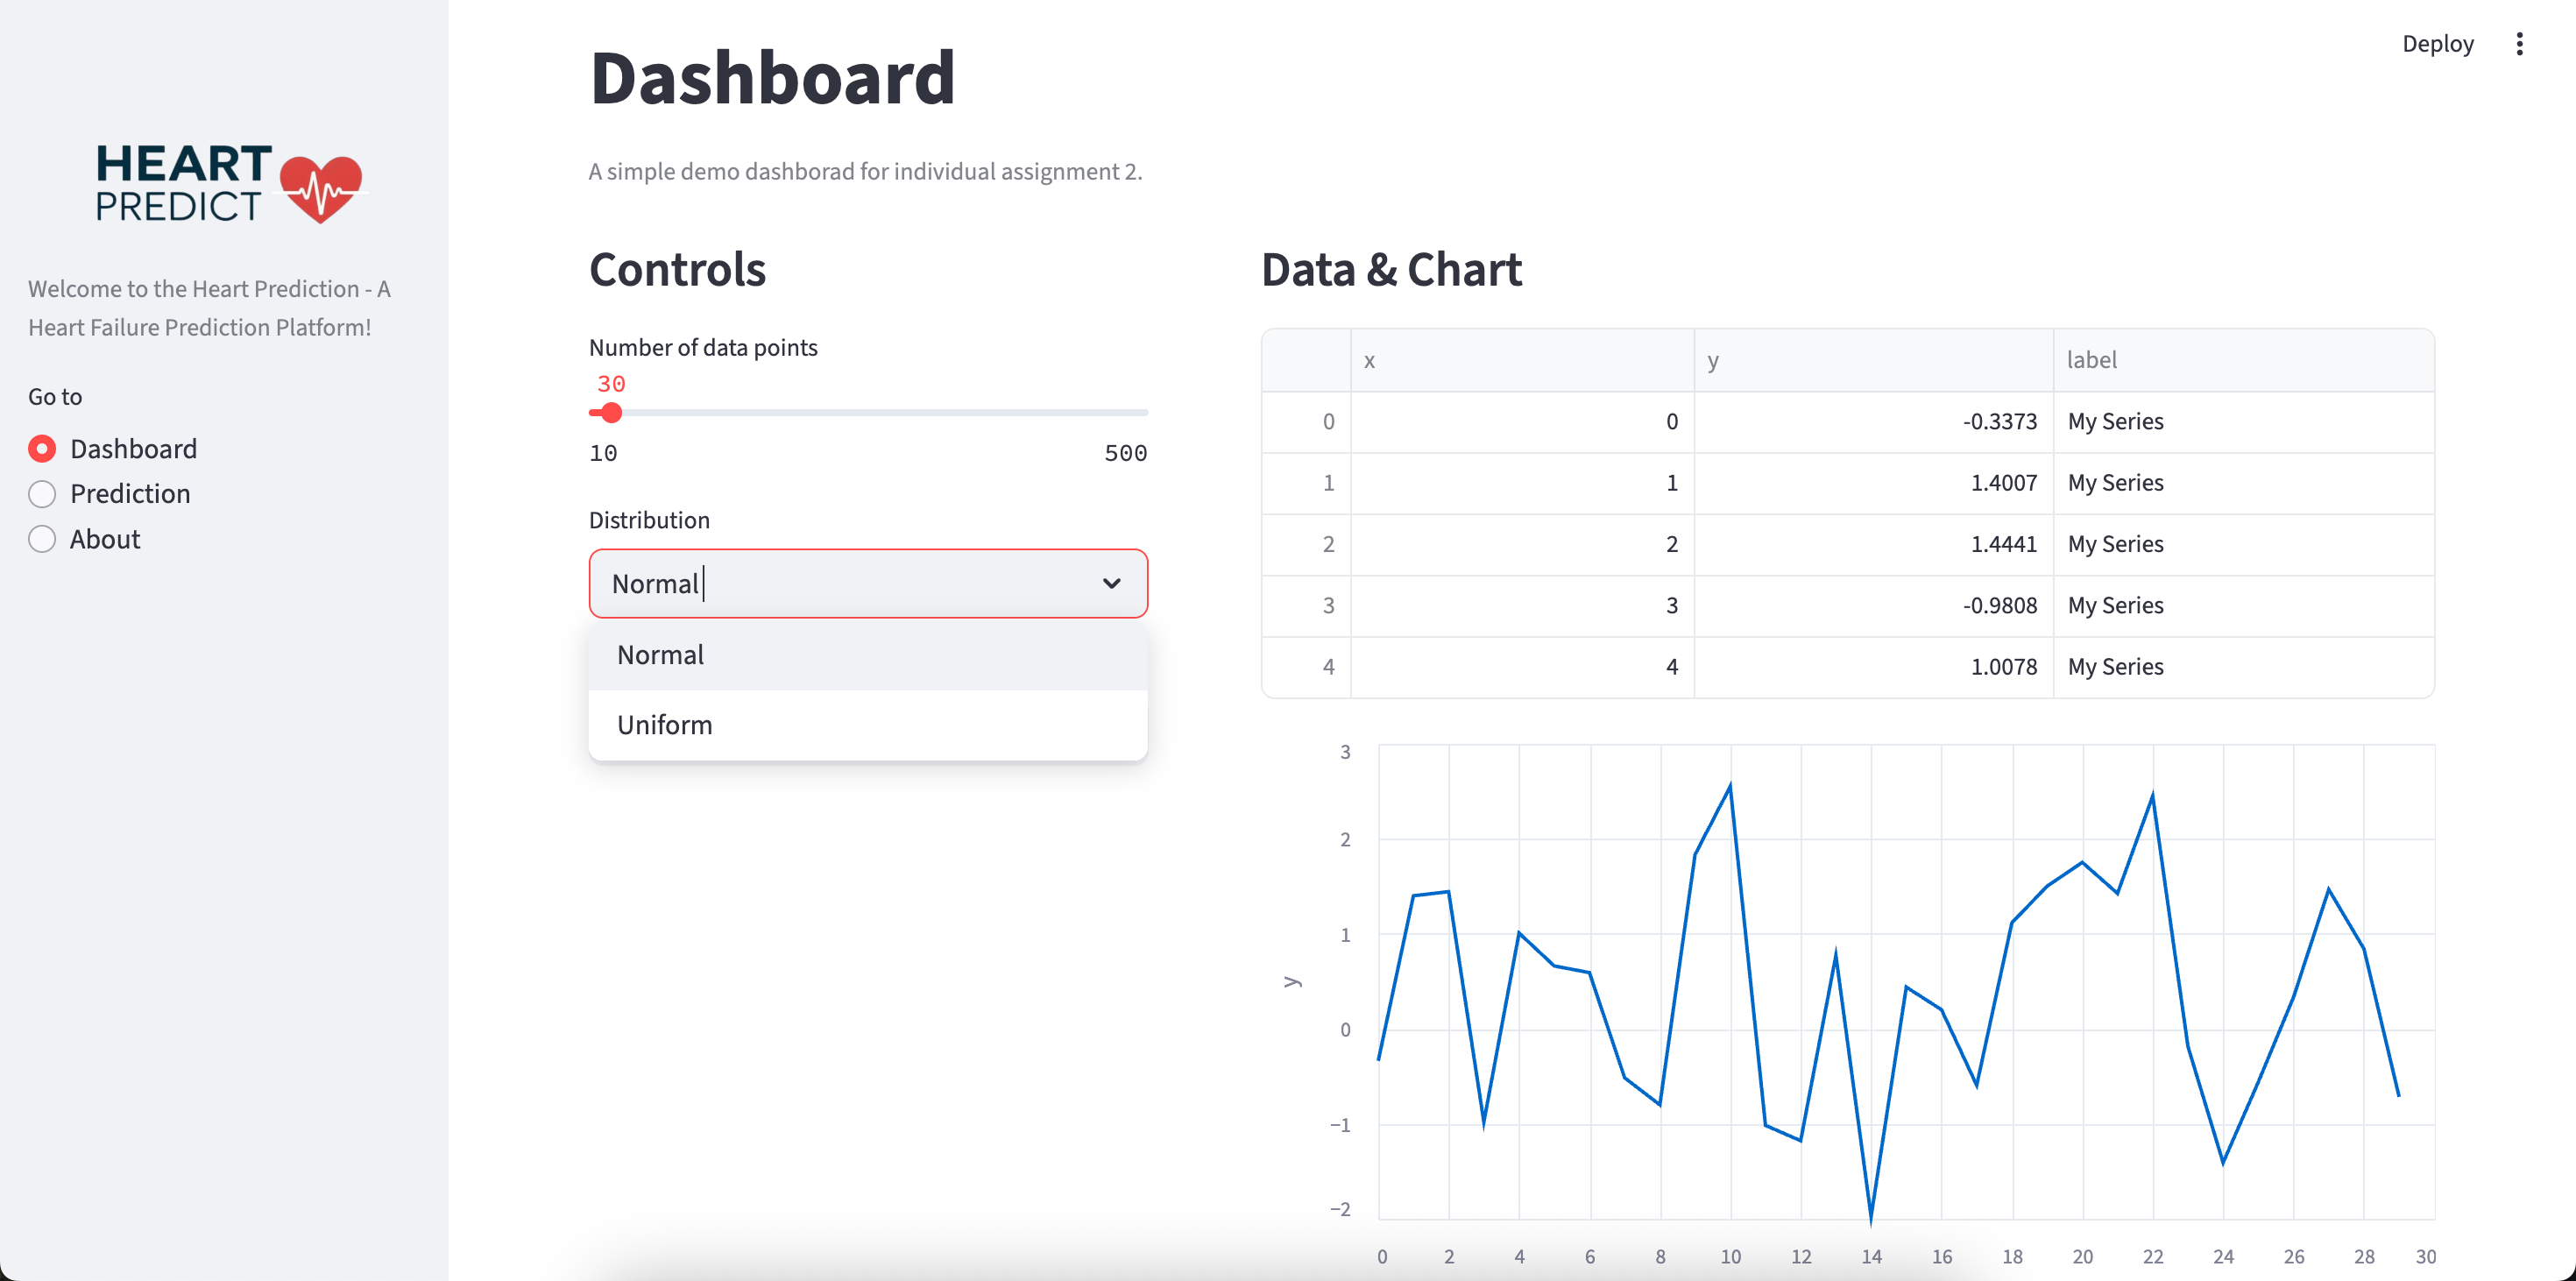 Deploy
HEART
PREDICT
Welcome to the Heart Prediction - A
Heart Failure Prediction Platform!
Go to
Dashboard
Prediction
About
Dashboard
A simple demo dashborad for individual assignment 2.
Controls
Number of data points
30
10 500
Distribution
Normal
Normal
Uniform
Data & Chart
x y label
0 0 -0.3373 My Series
1 1 1.4007 My Series
2 2 1.4441 My Series
3 3 -0.9808 My Series
4 4 1.0078 My Series
3
2
1
0
−1
−2
y
0 2 4 6 8 10 12 14 16 18 20 22 24 26 28 30